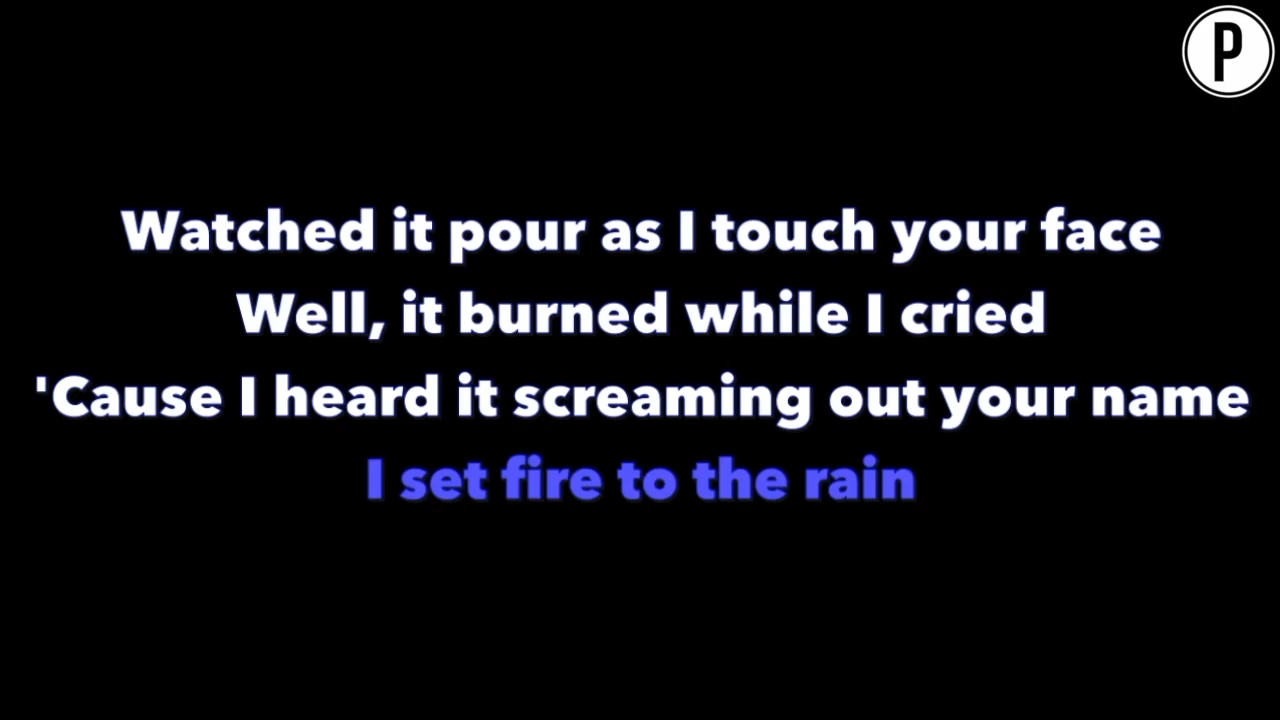 P
Watched it pour as I touch your face
Well, it burned while I cried
'Cause I heard it screaming out your name
I set fire to the rain